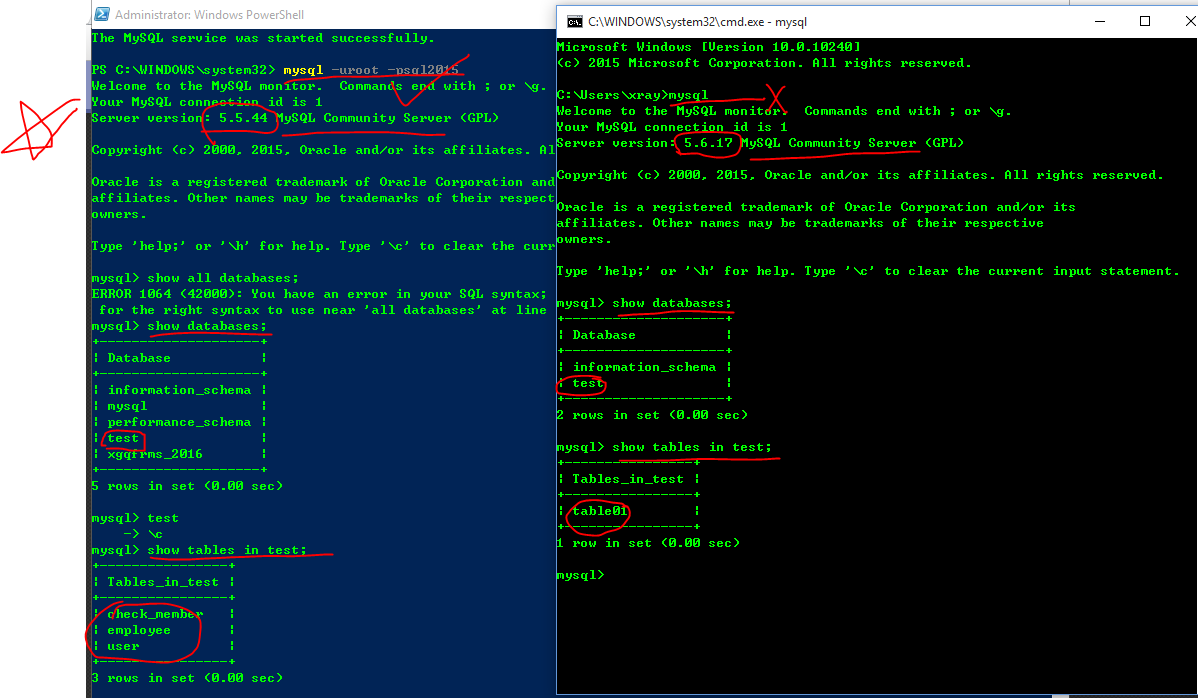 Administrator: Windows PowerShell
The MySQL service was started successfully.
PS C:\WINDOWS\system32> mysql -uroot -psql2015
Welcome to the MySQL monitor.  Commands end with ; or \g.
Your MySQL connection id is 1
Server version: 5.5.44 MySQL Community Server (GPL)
Copyright (c) 2000, 2015, Oracle and/or its affiliates. Al
Oracle is a registered trademark of Oracle Corporation and
affiliates. Other names may be trademarks of their respect
owners.
Type 'help;' or '\h' for help. Type '\c' to clear the curr
mysql> show all databases;
ERROR 1064 (42000): You have an error in your SQL syntax;
for the right syntax to use near 'all databases' at line
mysql> show databases;
+--------------------+
| Database           |
+--------------------+
| information_schema |
| mysql              |
| performance_schema |
| test               |
| xgqfrms_2016       |
+--------------------+
5 rows in set (0.00 sec)
mysql> test
    -> \c
mysql> show tables in test;
+----------------+
| Tables_in_test |
+----------------+
| check_member   |
| employee       |
| user           |
+----------------+
3 rows in set (0.00 sec)
C:\WINDOWS\system32\cmd.exe - mysql
Microsoft Windows [Version 10.0.10240]
(c) 2015 Microsoft Corporation. All rights reserved.
C:\Users\xray>mysql
Welcome to the MySQL monitor.  Commands end with ; or \g.
Your MySQL connection id is 1
Server version: 5.6.17 MySQL Community Server (GPL)
Copyright (c) 2000, 2015, Oracle and/or its affiliates. All rights reserved.
Oracle is a registered trademark of Oracle Corporation and/or its
affiliates. Other names may be trademarks of their respective
owners.
Type 'help;' or '\h' for help. Type '\c' to clear the current input statement.
mysql> show databases;
+--------------------+
| Database           |
+--------------------+
| information_schema |
| test               |
+--------------------+
2 rows in set (0.00 sec)
mysql> show tables in test;
+----------------+
| Tables_in_test |
+----------------+
| table01        |
+----------------+
1 row in set (0.00 sec)
mysql>